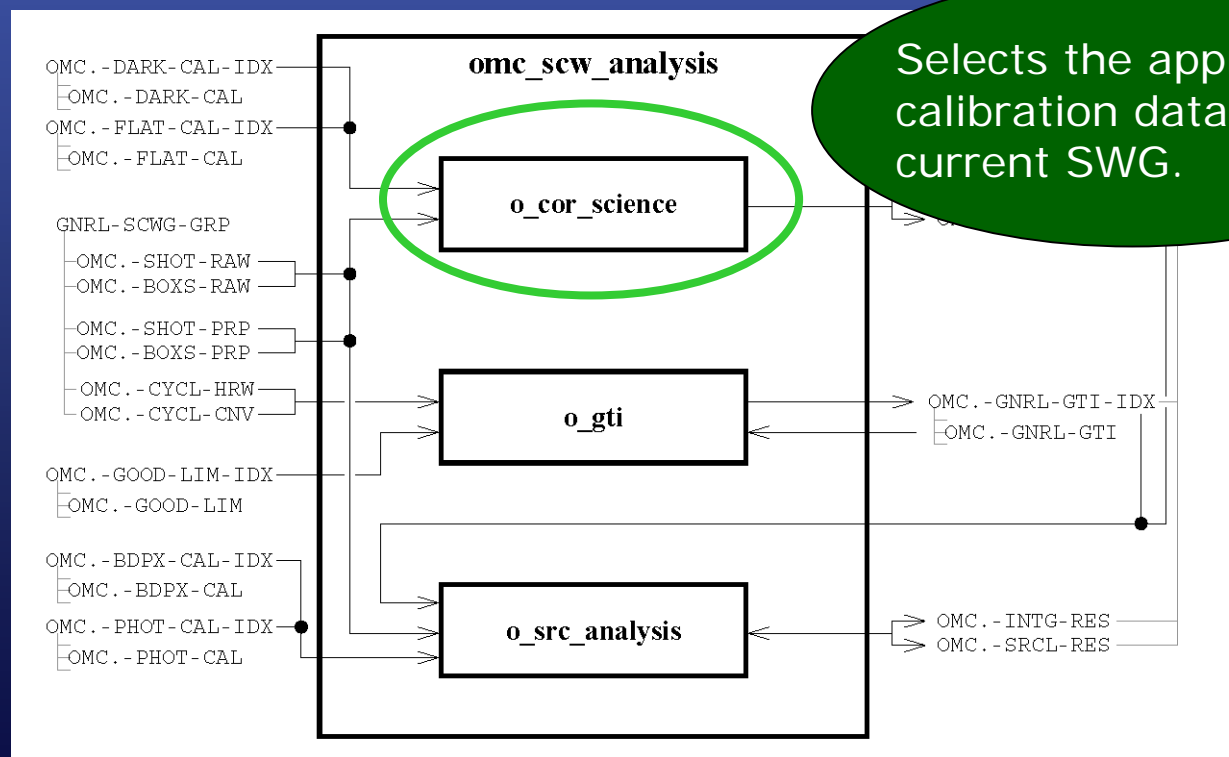 omc_scw_analysis
Selects the app
calibration data
current SWG.
OMC.-DARK-CAL-IDX
OMC.-DARK-CAL
OMC.-FLAT-CAL-IDX
OMC.-FLAT-CAL
o_cor_science
GNRL-SCWG-GRP
OMC.-SHOT-RAW
OMC.-BOXS-RAW
OMC.-SHOT-PRP
OMC.-BOXS-PRP
OMC.-CYCL-HRW
OMC.-CYCL-CNV
o_gti
OMC.-GNRL-GTI-IDX
OMC.-GNRL-GTI
OMC.-GOOD-LIM-IDX
OMC.-GOOD-LIM
OMC.-BDPX-CAL-IDX
OMC.-BDPX-CAL
OMC.-PHOT-CAL-IDX
OMC.-PHOT-CAL
o_src_analysis
OMC.-INTG-RES
OMC.-SRCL-RES